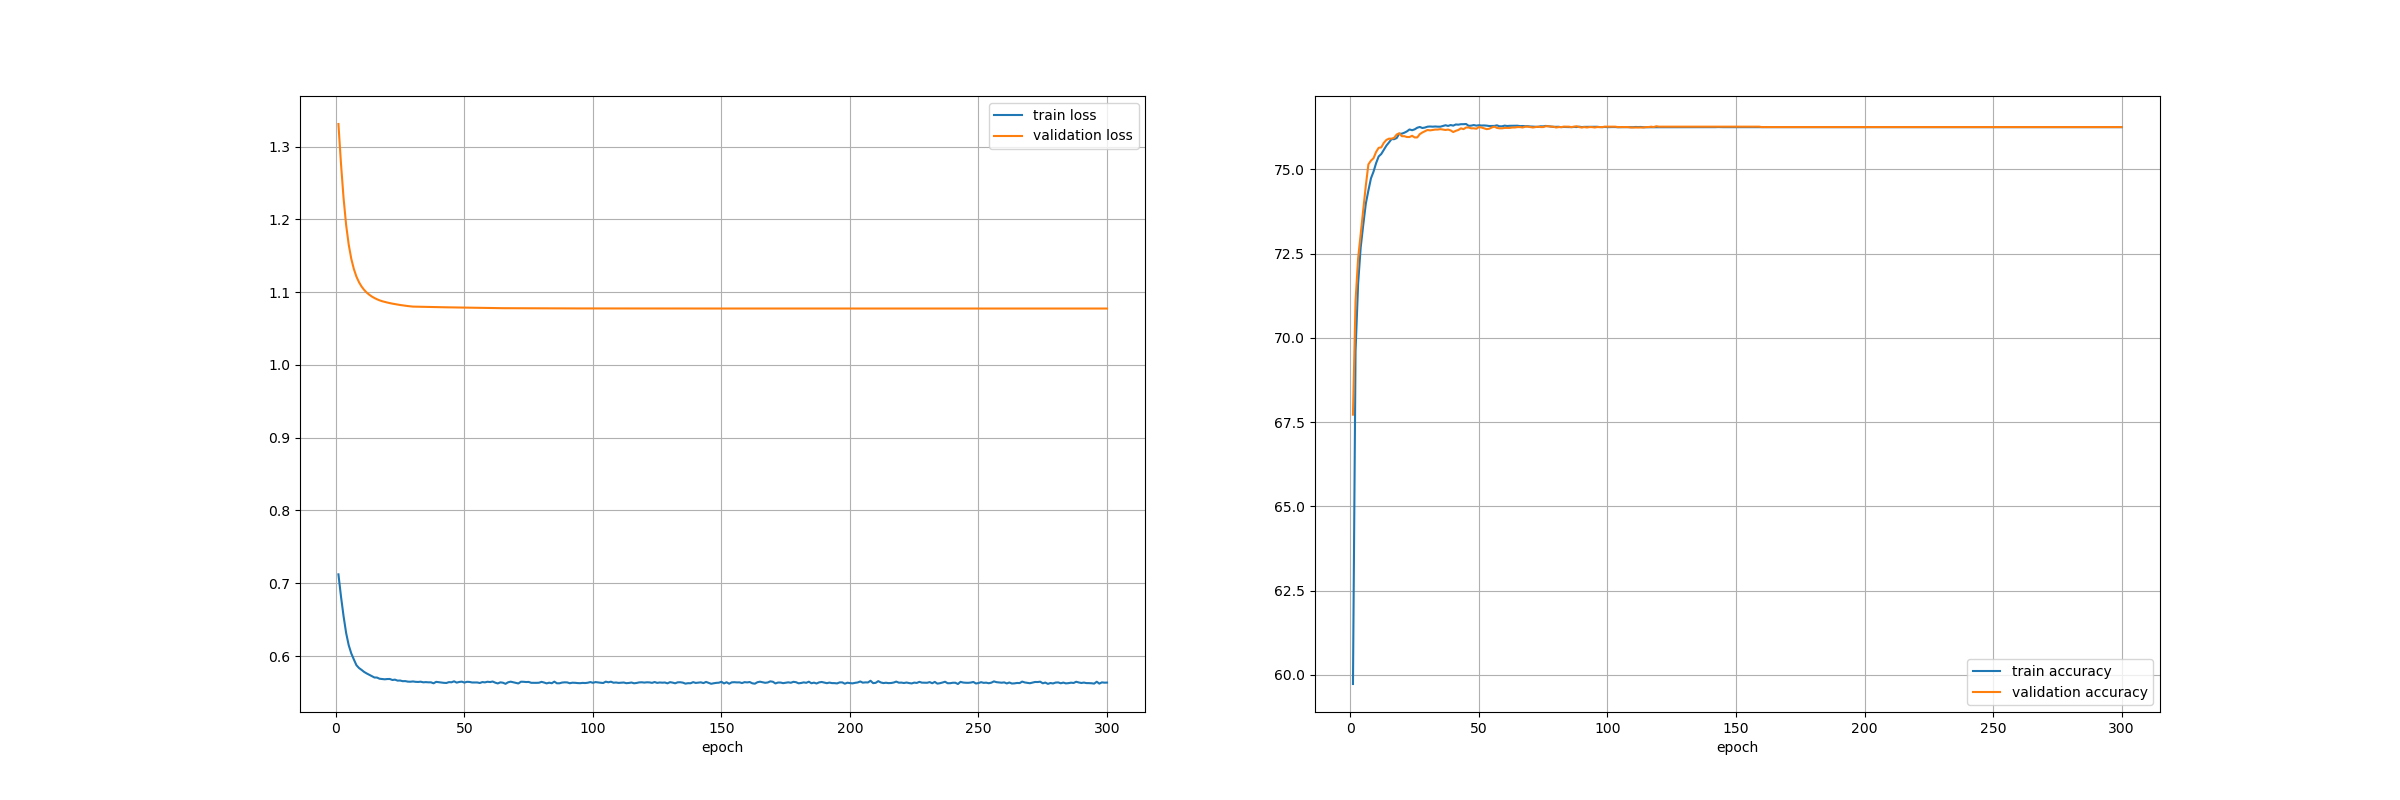 train loss
validation loss
1.3
1.2
1.1
1.0
0.9
0.8
0.7
0.6
0 50 100 150 200 250 300
epoch
75.0
72.5
70.0
67.5
65.0
62.5
60.0
train accuracy
validation accuracy
0 50 100 150 200 250 300
epoch